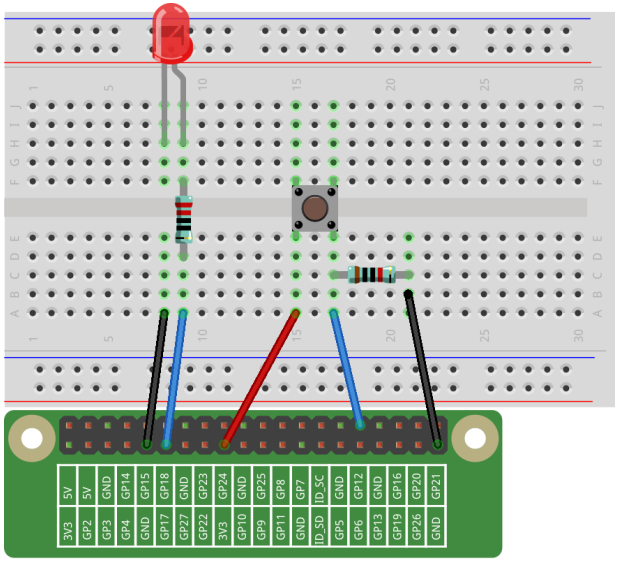 1 5 10 15 20 25 30
J J
I I
H H
G G
F F
E E
D D
C C
B B
A A
1 5 10 15 20 25 30
5V 5V GND GP14 GP15 GP18 GND GP23 GP24 GND GP25 GP8 GP7 ID_SC GND GP12 GND GP16 GP20 GP21
3V3 GP2 GP3 GP4 GND GP17 GP27 GP22 3V3 GP10 GP9 GP11 GND ID_SD GP5 GP6 GP13 GP19 GP26 GND